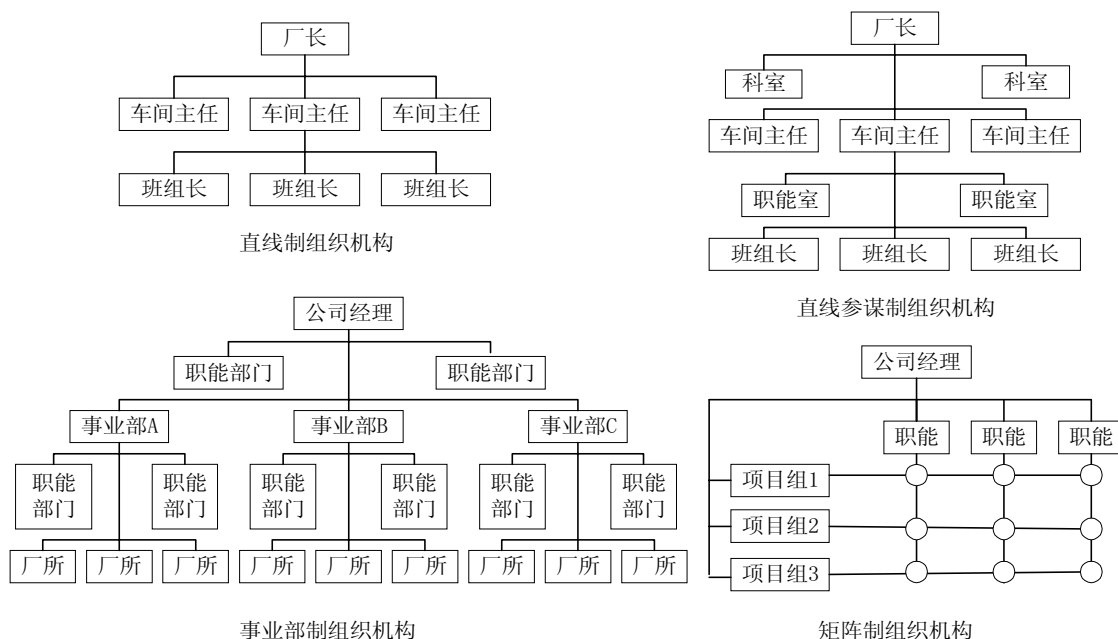 厂长
车间主任 车间主任 车间主任
班组长 班组长 班组长
直线制组织机构
厂长
科室 科室
车间主任 车间主任 车间主任
职能室 职能室
班组长 班组长 班组长
直线参谋制组织机构
公司经理
职能部门 职能部门
事业部A 事业部B 事业部C
职能 职能 职能 职能 职能 职能
部门 部门 部门 部门 部门 部门
厂所 厂所 厂所 厂所 厂所 厂所 厂所 厂所 厂所
事业部制组织机构
公司经理
职能 职能 职能
项目组1
项目组2
项目组3
矩阵制组织机构